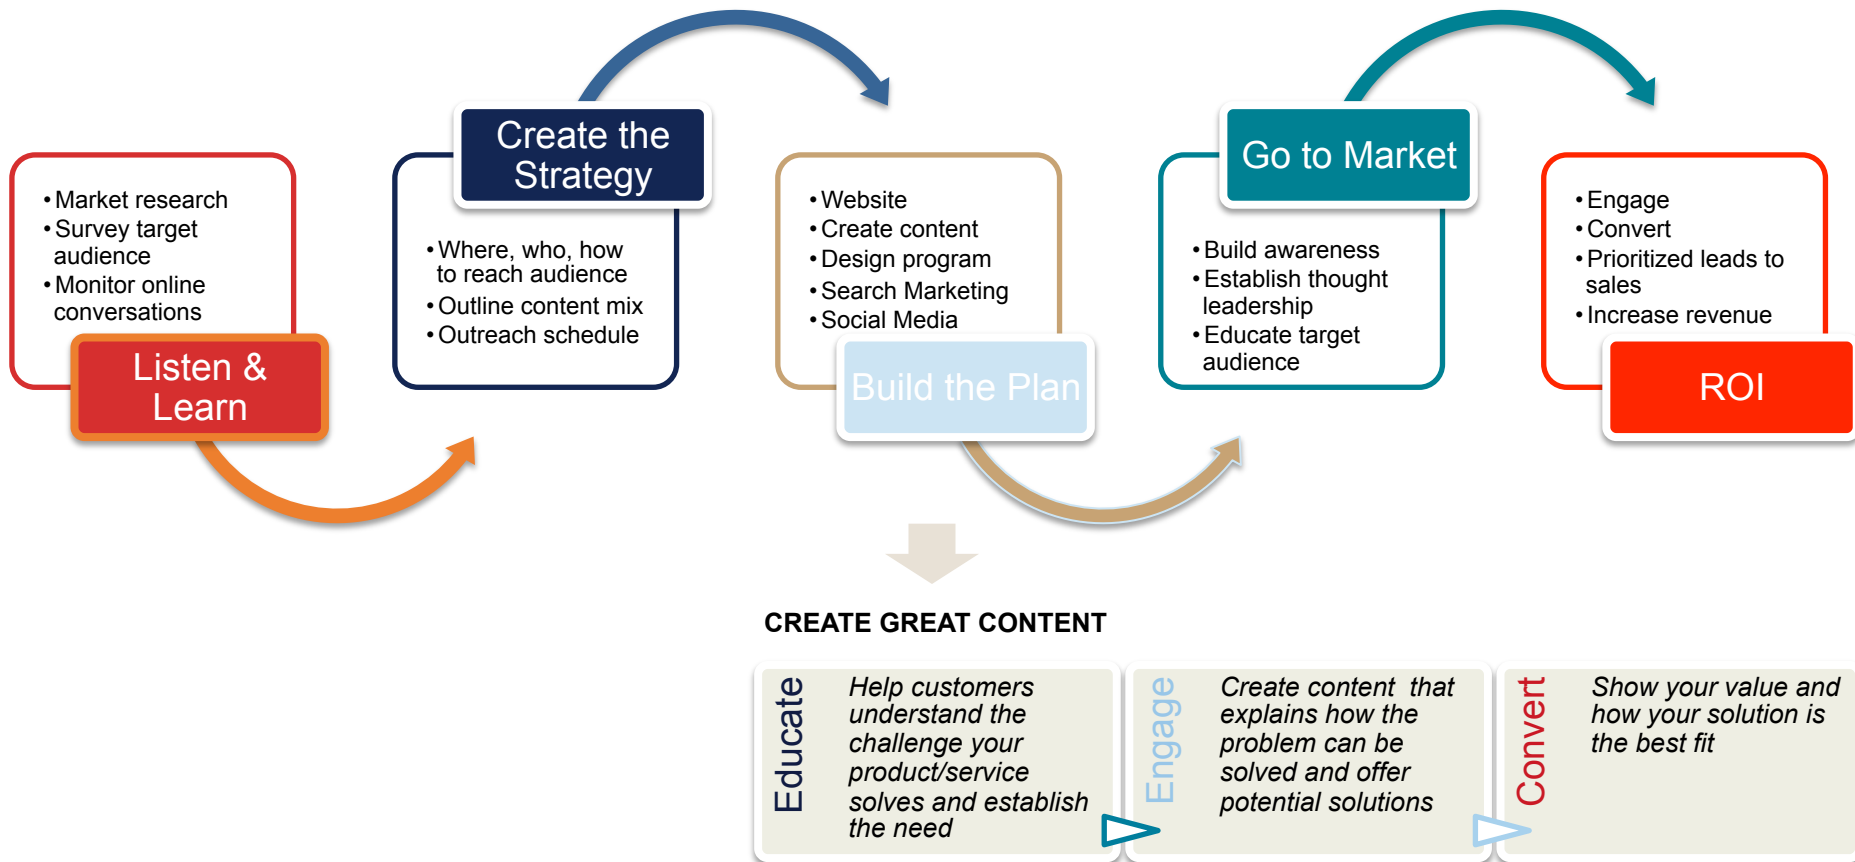 • Market research
• Survey target
audience
• Monitor online
conversations
Listen &
Learn
Create the
Strategy
• Where, who, how
to reach audience
• Outline content mix
• Outreach schedule
• Website
• Create content
• Design program
• Search Marketing
• Social Media
Build the Plan
Go to Market
• Build awareness
• Establish thought
leadership
• Educate target
audience
• Engage
• Convert
• Prioritized leads to
sales
• Increase revenue
ROI
CREATE GREAT CONTENT
Educate
Help customers
understand the
challenge your
product/service
solves and establish
the need
Engage
Create content that
explains how the
problem can be
solved and offer
potential solutions
Convert
Show your value and
how your solution is
the best fit